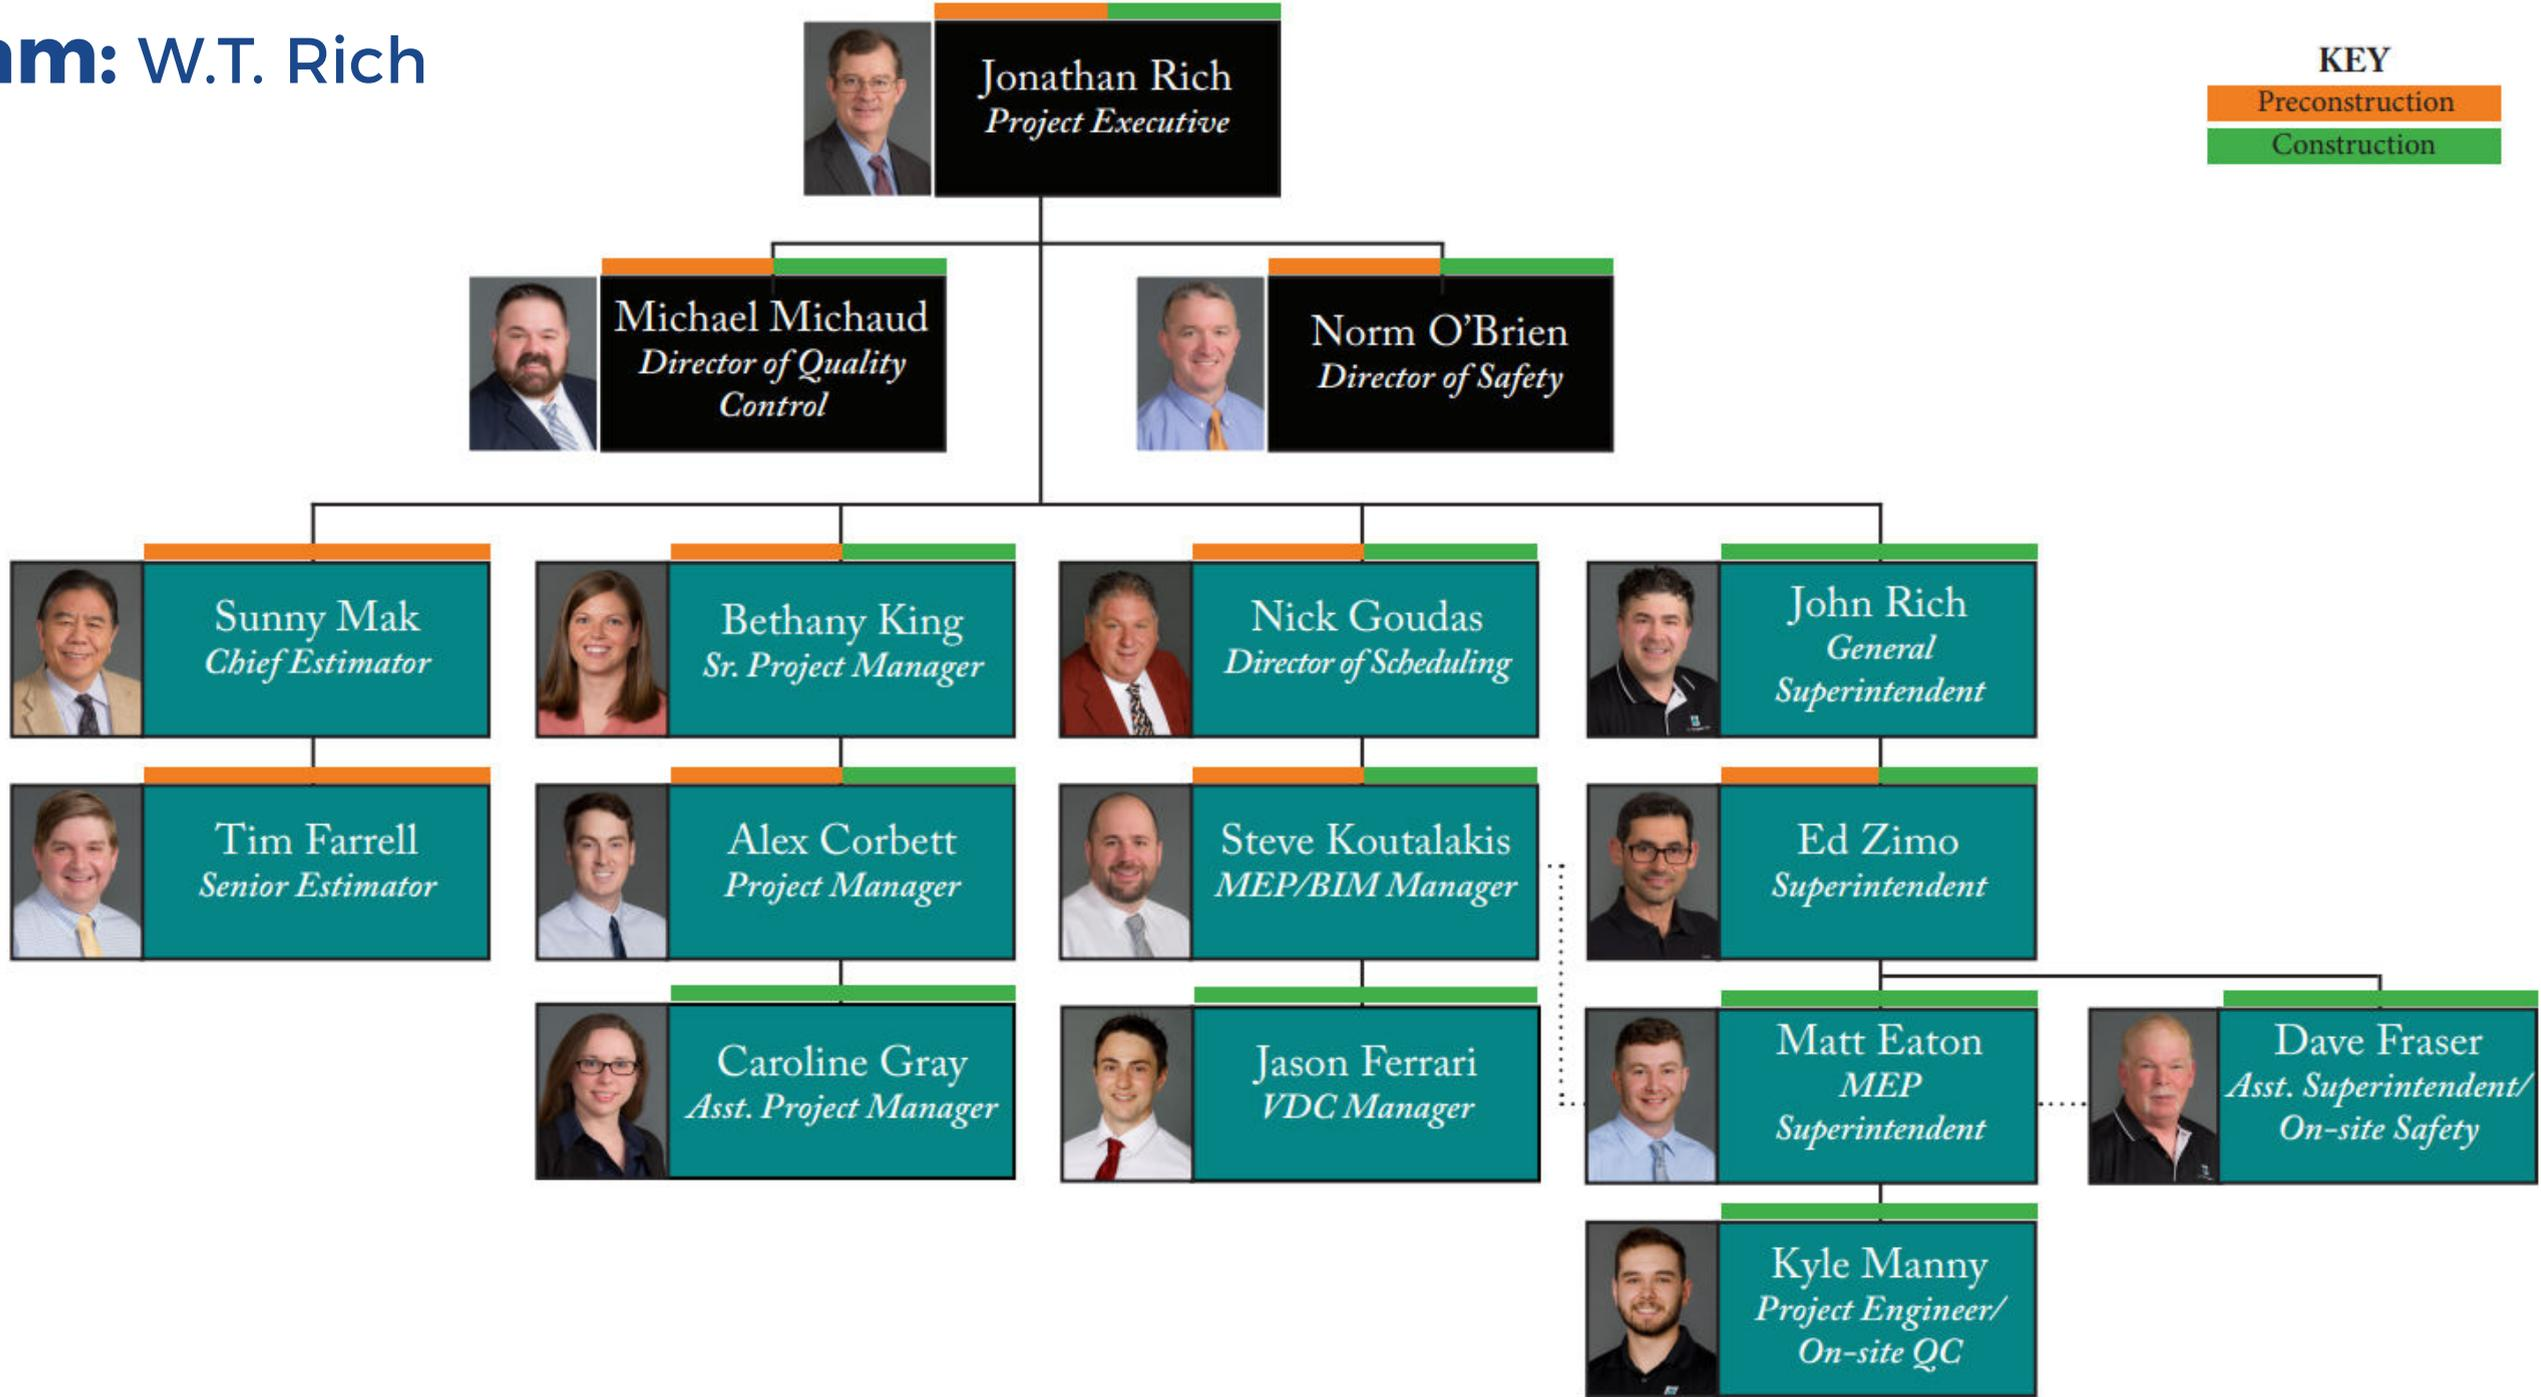 am: W.T. Rich
KEY
Preconstruction
Construction
Jonathan Rich
Project Executive
Michael Michaud
Director of Quality
Control
Norm O’Brien
Director of Safety
Sunny Mak
Chief Estimator
Bethany King
Sr. Project Manager
Nick Goudas
Director of Scheduling
John Rich
General
Superintendent
Tim Farrell
Senior Estimator
Alex Corbett
Project Manager
Steve Koutalakis
MEP/BIM Manager
Ed Zimo
Superintendent
Caroline Gray
Asst. Project Manager
Jason Ferrari
VDC Manager
Matt Eaton
MEP
Superintendent
Dave Fraser
Asst. Superintendent/
On-site Safety
Kyle Manny
Project Engineer/
On-site QC